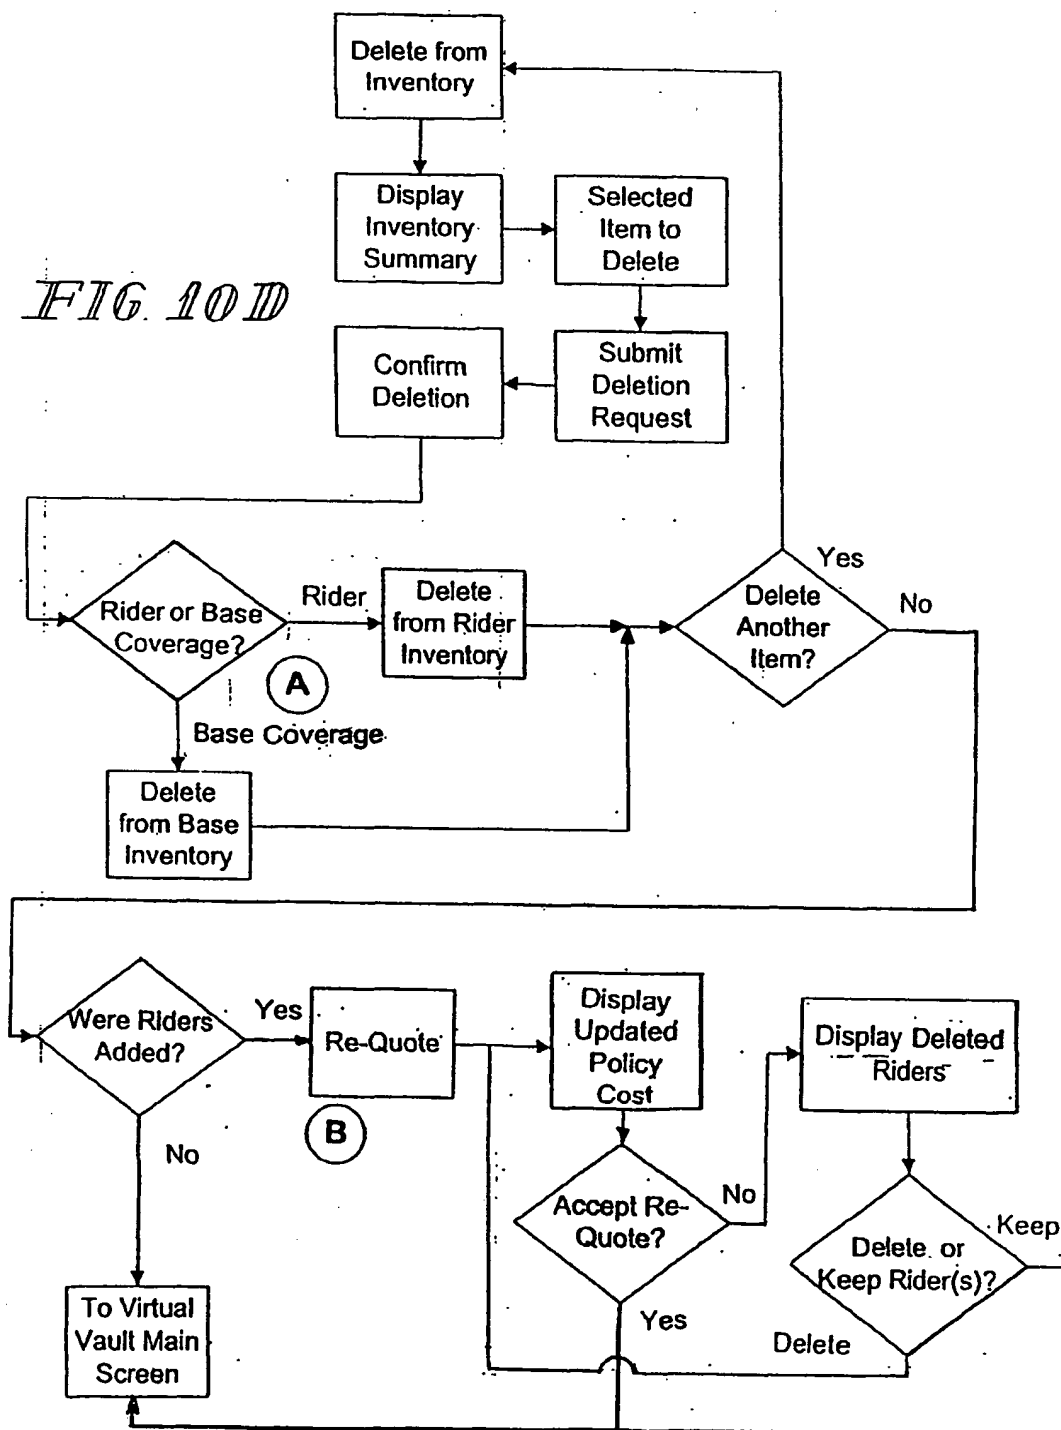 Delete from
Inventory
Display
Inventory
Summary
Selected
Item to
Delete
FIG. 10D
Confirm
Deletion
Submit
Deletion
Request
Rider or Base
Coverage?
Rider
Delete
from Rider
Inventory
Delete
Another
Item?
Yes
No
A
Base Coverage
Delete
from Base
Inventory
Were Riders
Added?
Yes
Re-Quote
B
No
Display
Updated
Policy
Cost
Display Deleted
Riders
Accept Re-
Quote?
No
Yes
Delete or
Keep Rider(s)?
Keep
Delete
To Virtual
Vault Main
Screen